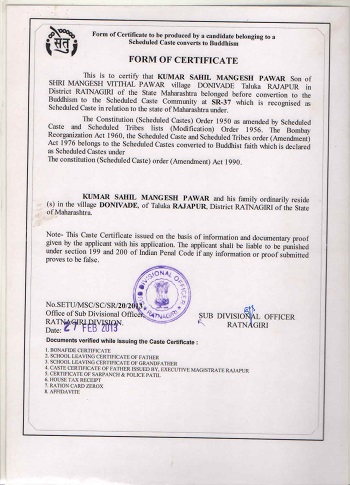 सेतु
Form of Certificate to be produced by a candidate belonging to a
Scheduled Caste converts to Buddhism
FORM OF CERTIFICATE
This is to certify that KUMAR SAHIL MANGESH PAWAR Son of
SHRI MANGESH VITTHAL PAWAR village DONIVADE Taluka RAJAPUR in
District RATNAGIRI of the State Maharashtra belonged before convertion to the
Buddhism to the Scheduled Caste Community at SR-37 which is recognised as
Scheduled Caste in relation to the state of Maharashtra under.
The Constitution (Scheduled Castes) Order 1950 as amended by Scheduled
Caste and Scheduled Tribes lists (Modification) Order 1956. The Bombay
Reorganization Act 1960, the Scheduled Caste and Scheduled Tribes order (Amendment)
Act 1976 belongs to the Scheduled Castes converted to Buddhist faith which is declared
as Scheduled Castes under
The constitution (Scheduled Caste) order (Amendment) Act 1990.
KUMAR SAHIL MANGESH PAWAR and his family ordinarily reside
(s) in the village DONIVADE, of Taluka RAJAPUR, District RATNAGIRI of the State
of Maharashtra.
Note- This Caste Certificate issued on the basis of information and documentary proof
given by the applicant with his application. The applicant shall be liable to be punished
under section 199 and 200 of Indian Penal Code if any information or proof submitted
proves to be false.
SUB DIVISIONAL OFFICER
RATNAGIRI
No.SETU/MSC/SC/SR/20/2013
Office of Sub Divisional Officer,
RATNAGIRI DIVISION.
Date: 27 FEB 2013
SUB DIVISIONAL OFFICER
RATNAGIRI
Documents verified while issuing the Caste Certificate :
1. BONAFIDE CERTIFICATE
2. SCHOOL LEAVING CERTIFICATE OF FATHER
3. SCHOOL LEAVING CERTIFICATE OF GRANDFATHER
4. CASTE CERTIFICATE OF FATHER ISSUED BY, EXECUTIVE MAGISTRATE RAJAPUR
5. CERTIFICATE OF SARPANCH & POLICE PATIL
6. HOUSE TAX RECEIPT
7. RATION CARD ZEROX
8. AFFIDAVITE